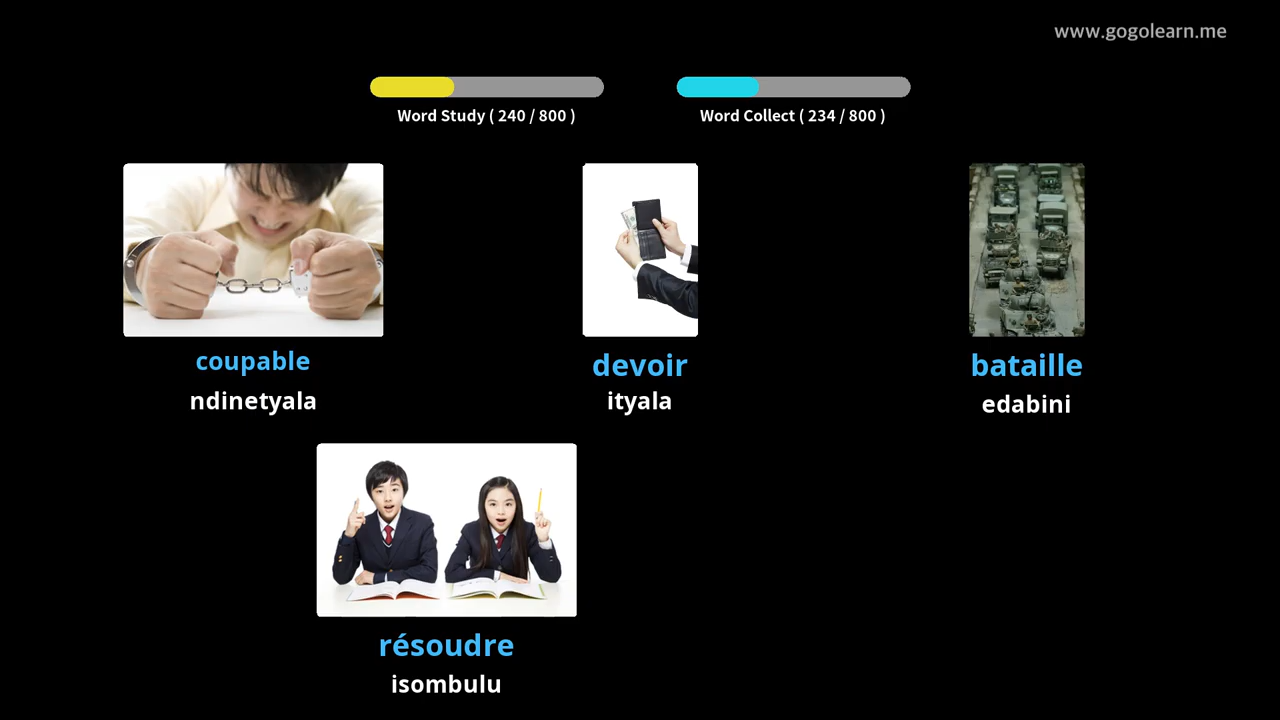 www.gogolearn.me
Word Study ( 240 / 800 )
Word Collect ( 234 / 800 )
coupable
ndinetyala
devoir
ityala
bataille
edabini
résoudre
isombulu